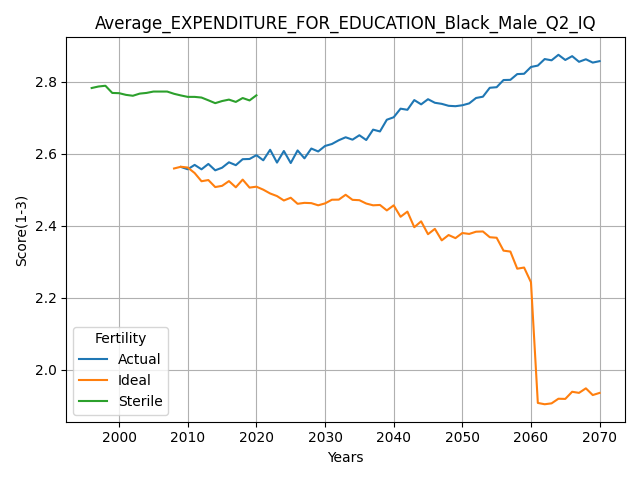 Average_EXPENDITURE_FOR_EDUCATION_Black_Male_Q2_IQ
Score(1-3)
2.8
2.6
2.4
2.2
2.0
Fertility
Actual
Ideal
Sterile
2000 2010 2020 2030 2040 2050 2060 2070
Years